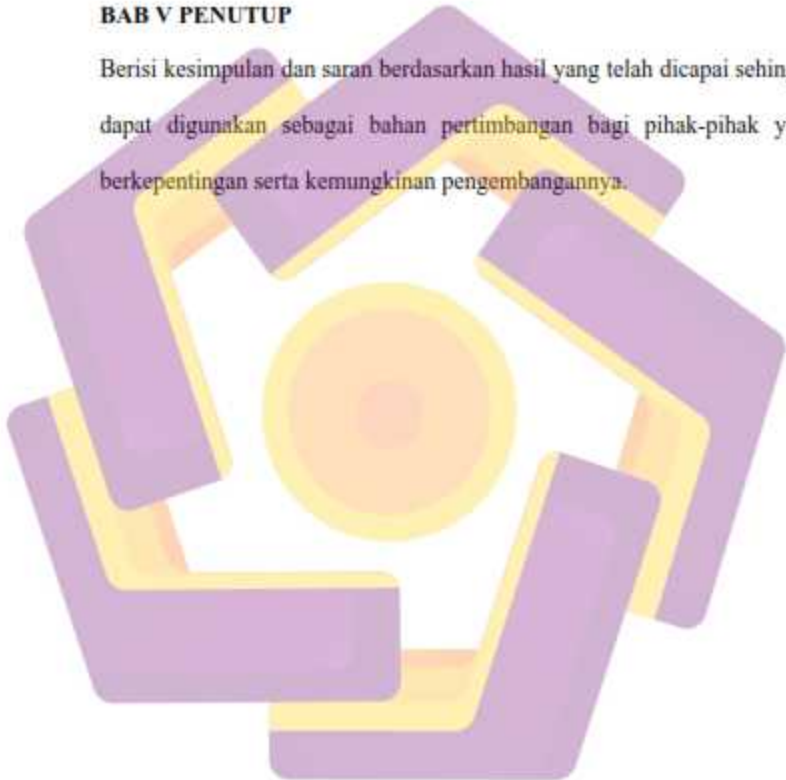 BAB V PENUTUP
Berisi kesimpulan dan saran berdasarkan hasil yang telah dicapai sehin
dapat digunakan sebagai bahan pertimbangan bagi pihak-pihak y
berkepentingan serta kemungkinan pengembangannya.